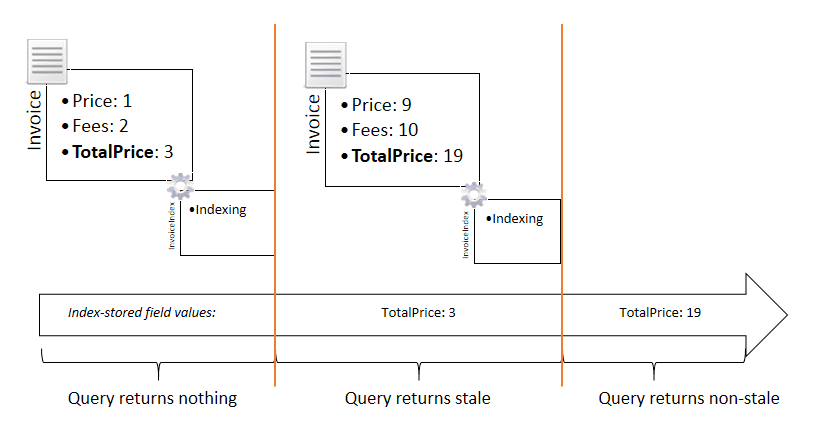 Invoice
•Price: 1
•Fees: 2
•TotalPrice: 3
InvoiceIndex
•Indexing
Invoice
•Price: 9
•Fees: 10
•TotalPrice: 19
InvoiceIndex
•Indexing
Index-stored field values:
TotalPrice: 3
TotalPrice: 19
Query returns nothing
Query returns stale
Query returns non-stale